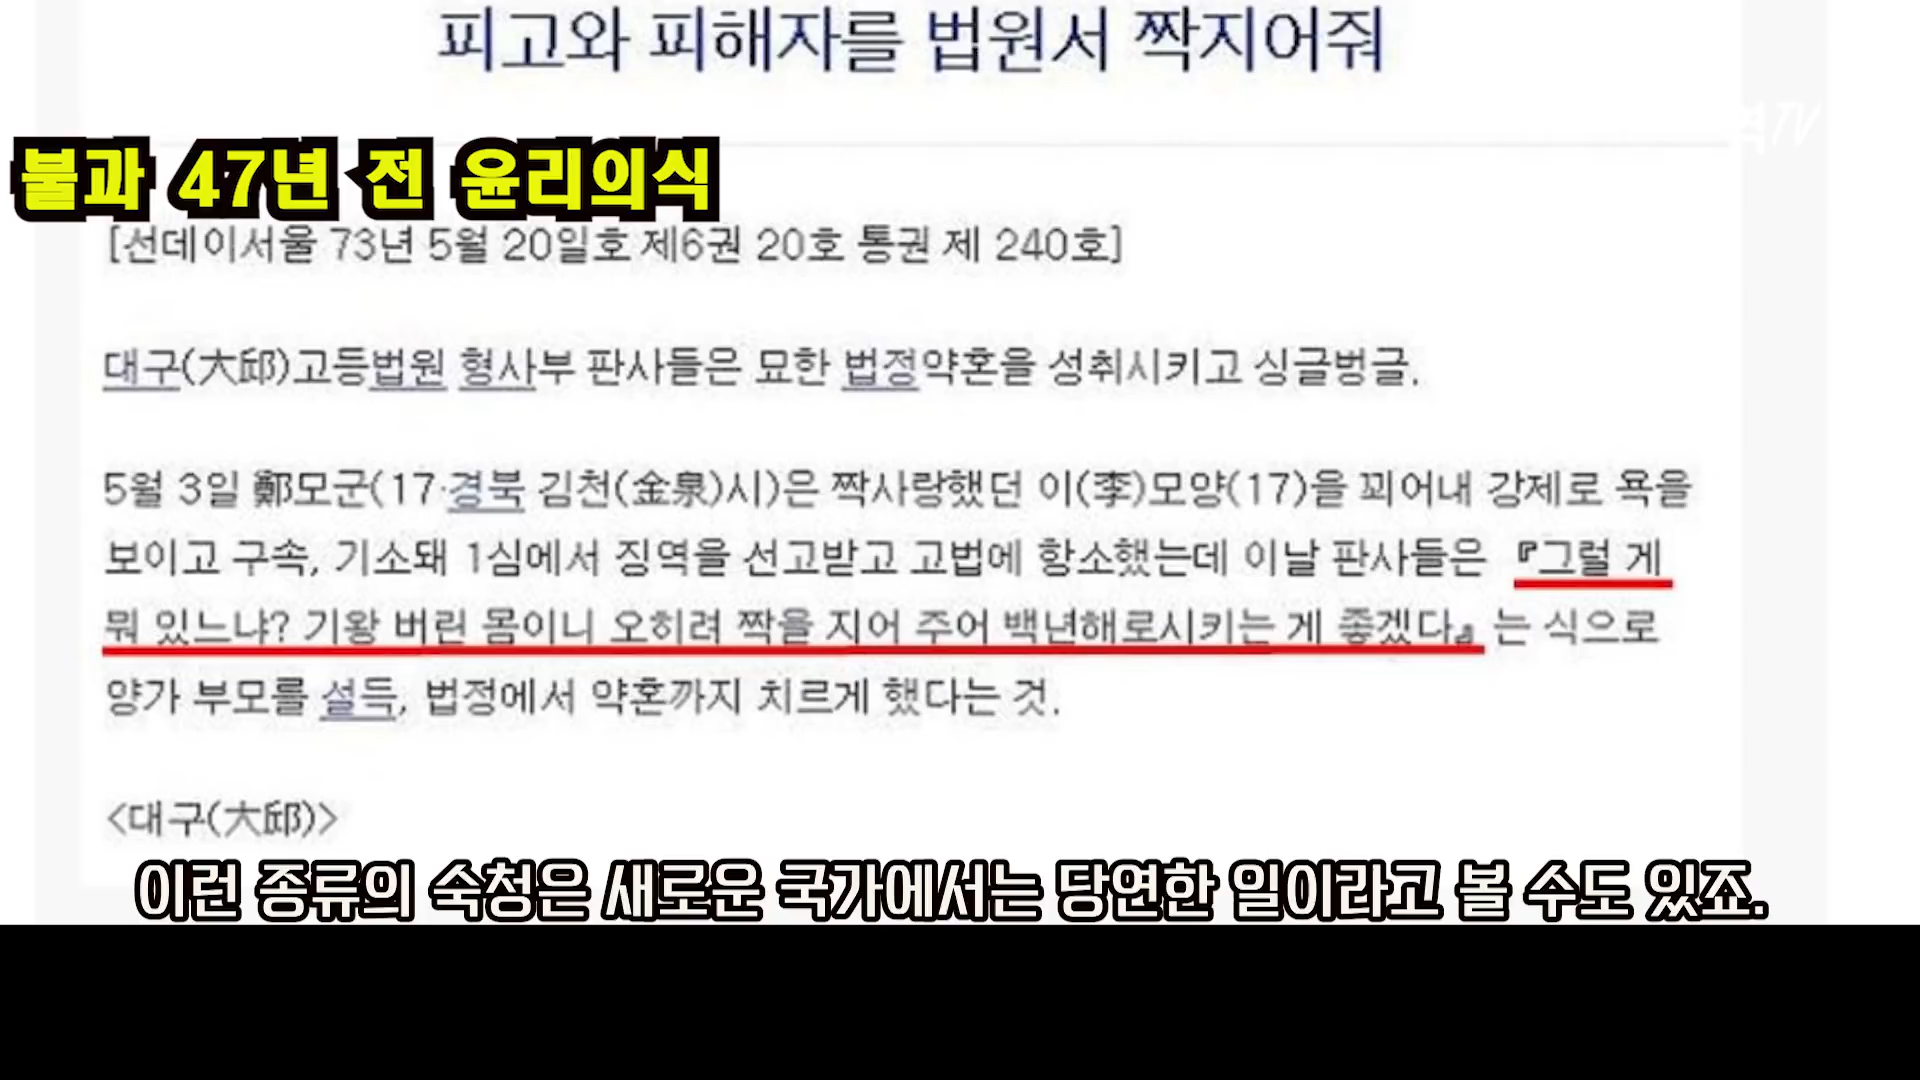 피고와 피해자를 법원서 짝지어줘
불과 47년 전 윤리의식
[선데이서울 73년 5월 20일호 제6권 20호 통권 제 240호]
대구(大邱)고등법원 형사부 판사들은 묘한 법정약혼을 성취시키고 싱글벙글.
5월 3일 鄭모군(17·경북 김천(金泉)시)은 짝사랑했던 이(李)모양(17)을 꾀어내 강제로 욕을
보이고 구속, 기소돼 1심에서 징역을 선고받고 고법에 항소했는데 이날 판사들은 『그럴 게
뭐 있느냐? 기왕 버린 몸이니 오히려 짝을 지어 주어 백년해로시키는 게 좋겠다』는 식으로
양가 부모를 설득, 법정에서 약혼까지 치르게 했다는 것.
<대구(大邱)>
이런 종류의 숙청은 새로운 국가에서는 당연한 일이라고 볼 수도 있죠.